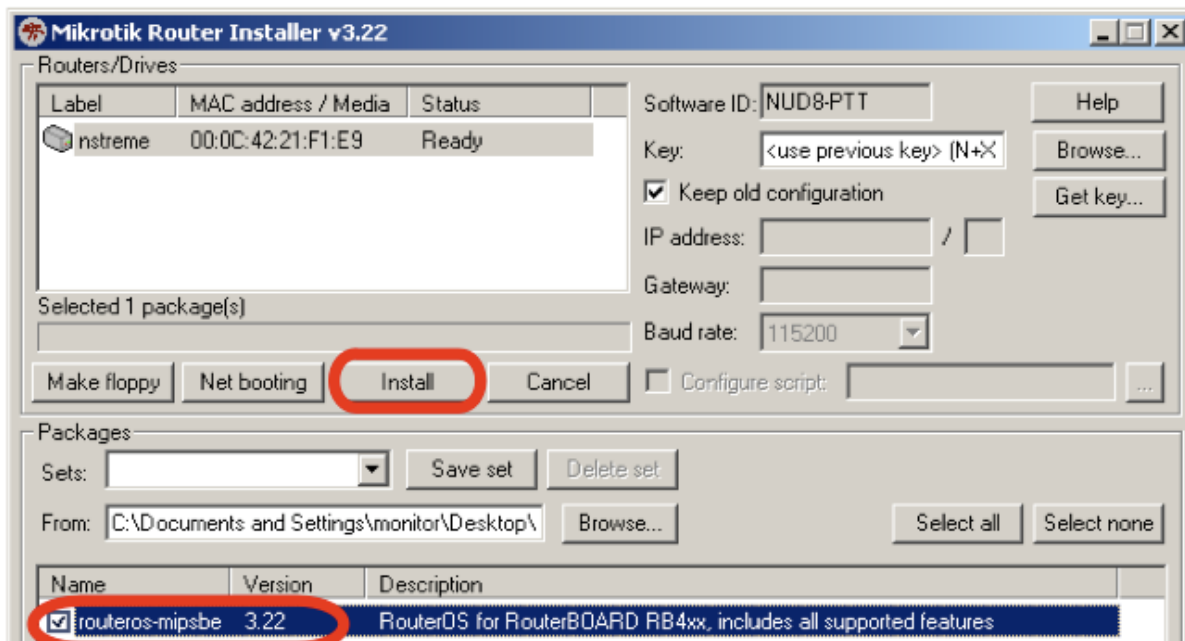 Mikrotik Router Installer v3.22
Routers/Drives
Label MAC address / Media Status
nstreme 00:0C:42:21:F1:E9 Ready
Selected 1 package(s)
Make floppy Net booting Install Cancel
Software ID: NUD8-PTT Help
Key: <use previous key> (N+X Browse...
Keep old configuration Get key...
IP address: /
Gateway:
Baud rate: 115200
Configure script: ...
Packages
Sets: Save set Delete set
From: C:\Documents and Settings\monitor\Desktop\ Browse... Select all Select none
Name Version Description
routeros-mipsbe 3.22 RouterOS for RouterBOARD RB4xx, includes all supported features